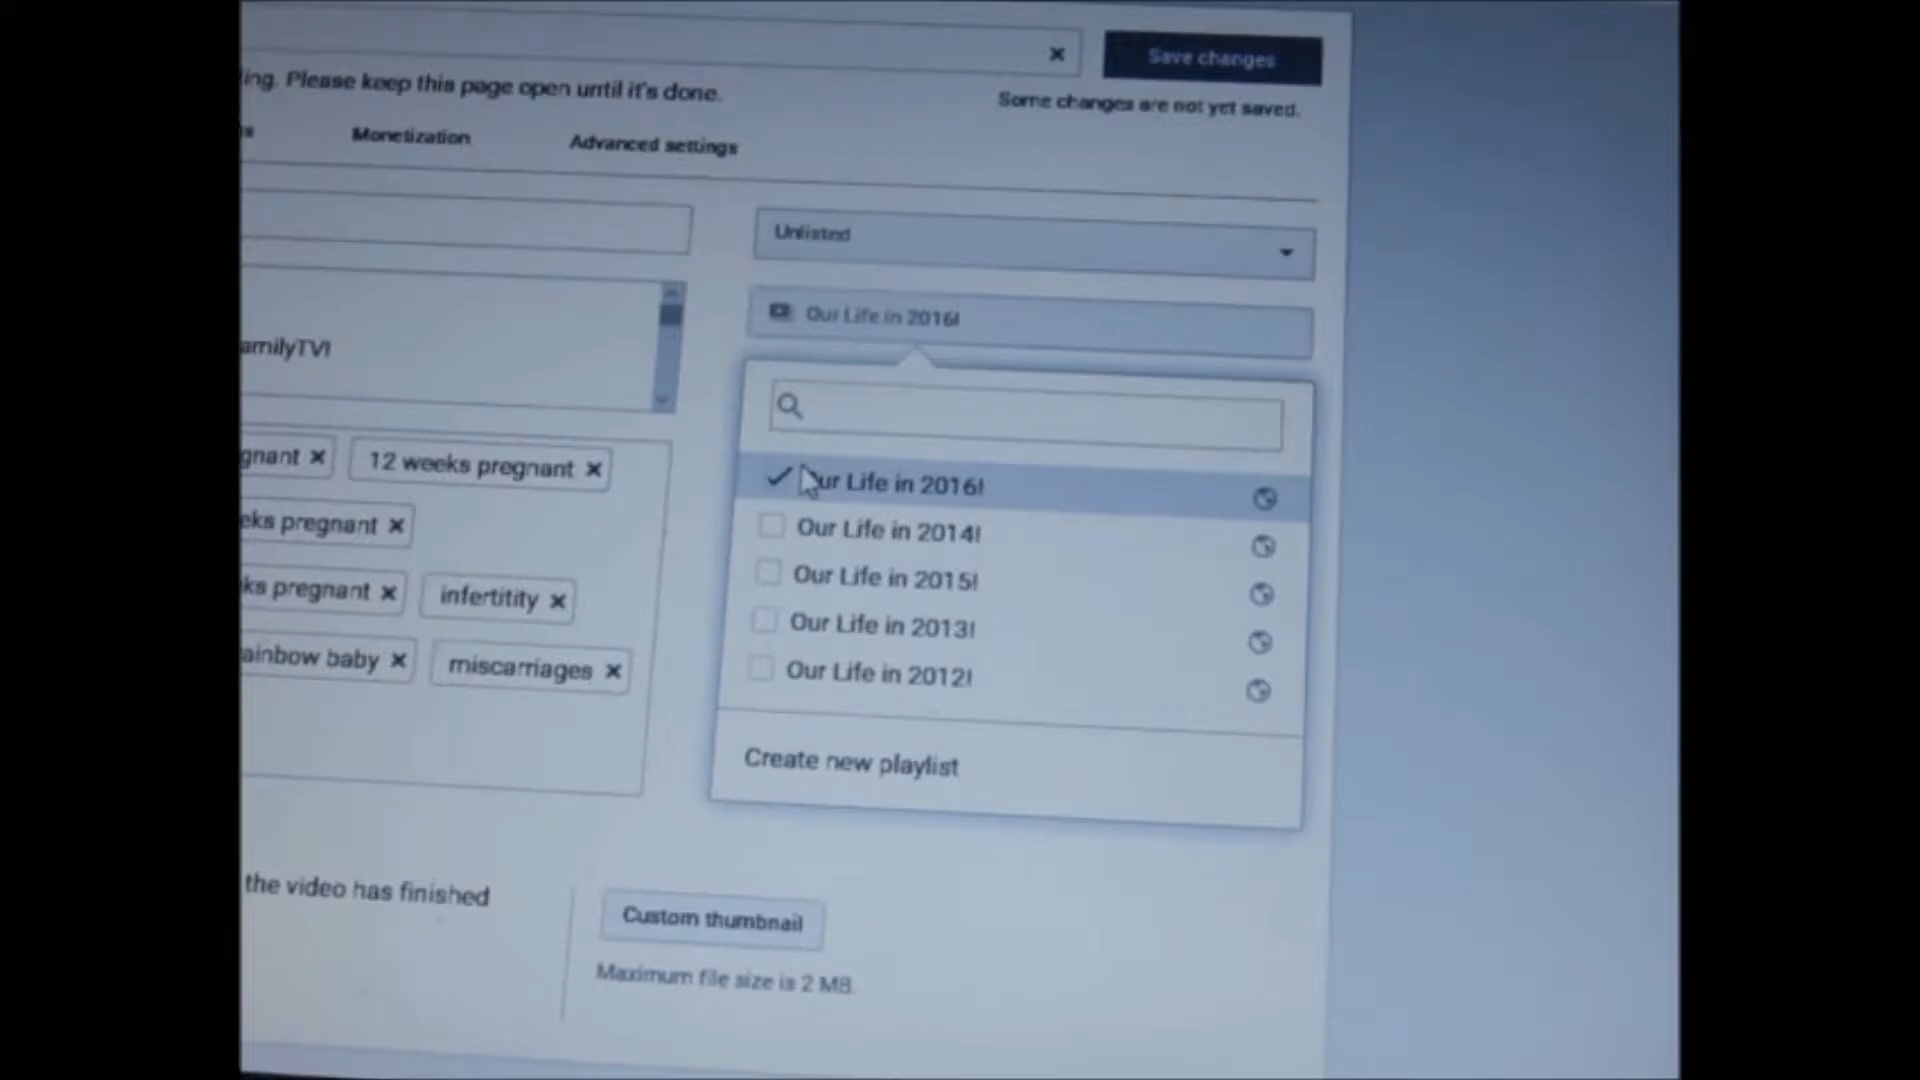 Save changes
ing. Please keep this page open until it's done.
Some changes are not yet saved.
Monetization
Advanced settings
Unlisted
Our Life in 2016!
amilyTV!
gnant
12 weeks pregnant
eks pregnant
ks pregnant
infertitity
ainbow baby
miscarriages
ur Life in 2016!
Our Life in 2014!
Our Life in 2015!
Our Life in 2013!
Our Life in 2012!
Create new playlist
the video has finished
Custom thumbnail
Maximum file size is 2 MB.